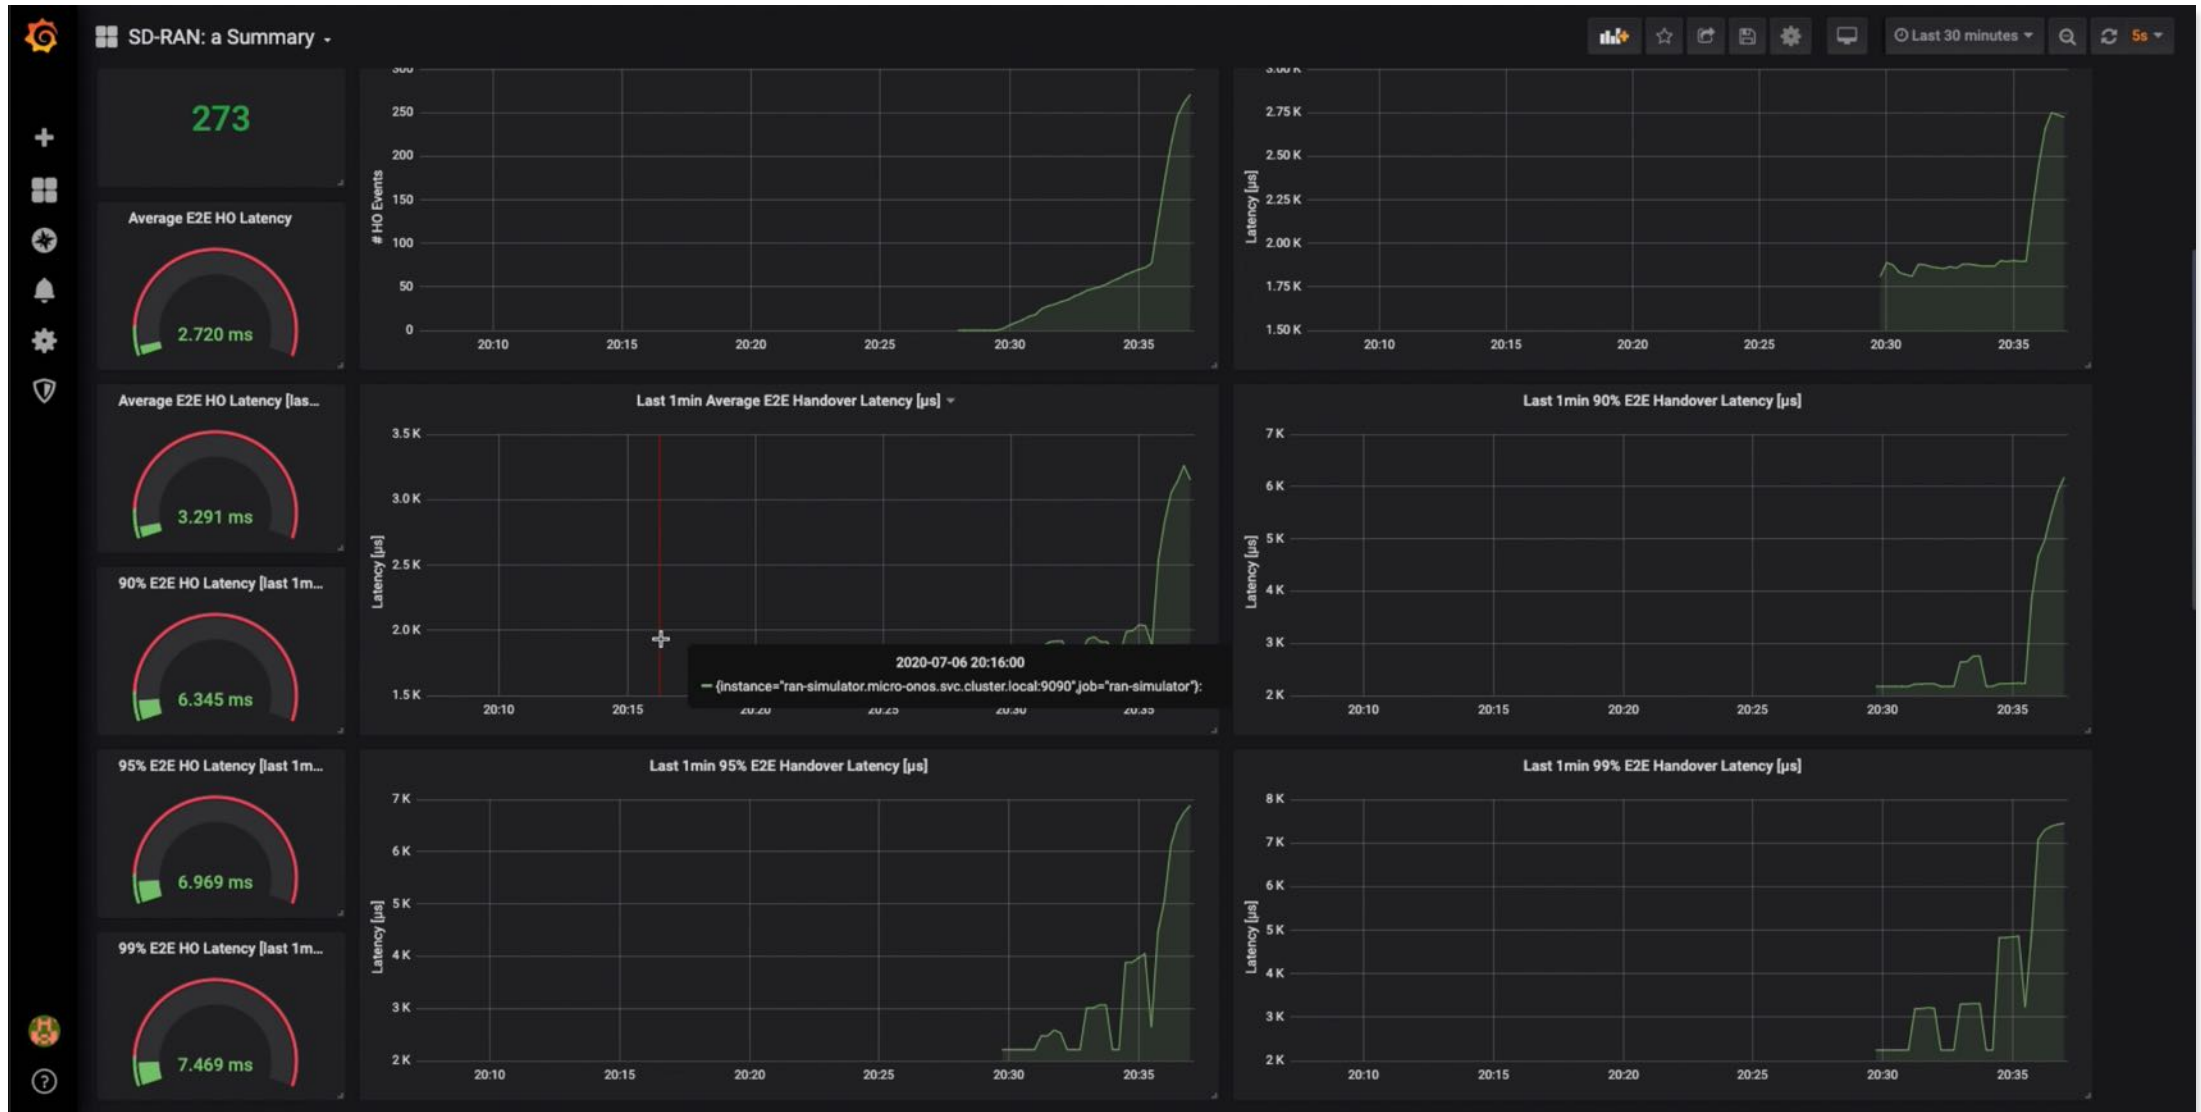 SD-RAN: a Summary
Last 30 minutes
5s
273
300
250
200
150
100
50
0
# HO Events
20:10 20:15 20:20 20:25 20:30 20:35
3.00 K
2.75 K
2.50 K
2.25 K
2.00 K
1.75 K
1.50 K
Latency [µs]
20:10 20:15 20:20 20:25 20:30 20:35
Average E2E HO Latency
2.720 ms
Average E2E HO Latency [las...
3.291 ms
Last 1min Average E2E Handover Latency [µs]
3.5 K
3.0 K
2.5 K
2.0 K
1.5 K
Latency [µs]
2020-07-06 20:16:00
{instance="ran-simulator.micro-onos.svc.cluster.local:9090",job="ran-simulator"}:
20:10 20:15 20:20 20:25 20:30 20:35
Last 1min 90% E2E Handover Latency [µs]
7 K
6 K
5 K
4 K
3 K
2 K
Latency [µs]
20:10 20:15 20:20 20:25 20:30 20:35
90% E2E HO Latency [last 1m...
6.345 ms
95% E2E HO Latency [last 1m...
6.969 ms
Last 1min 95% E2E Handover Latency [µs]
7 K
6 K
5 K
4 K
3 K
2 K
Latency [µs]
20:10 20:15 20:20 20:25 20:30 20:35
Last 1min 99% E2E Handover Latency [µs]
8 K
7 K
6 K
5 K
4 K
3 K
2 K
Latency [µs]
20:10 20:15 20:20 20:25 20:30 20:35
99% E2E HO Latency [last 1m...
7.469 ms